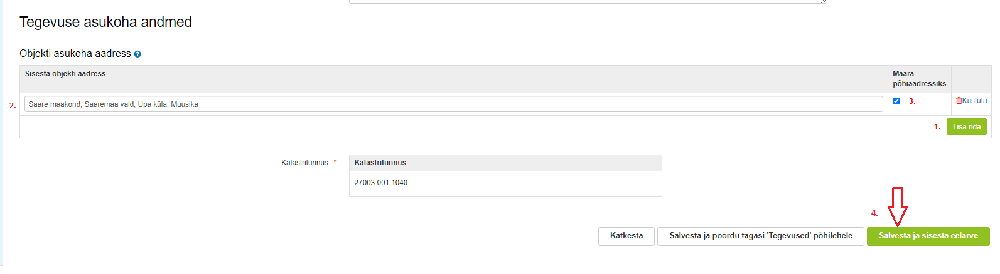 Tegevuse asukoha andmed
Objekti asukoha aadress
Sisesta objekti aadress
Määra
põhiaadressiks
2. Saare maakond, Saaremaa vald, Upa küla, Muusika
3. Kustuta
1. Lisa rida
Katastritunnus: * Katastritunnus
27003:001:1040
4.
Katkesta Salvesta ja pöördu tagasi 'Tegevused' põhilehele Salvesta ja sisesta eelarve